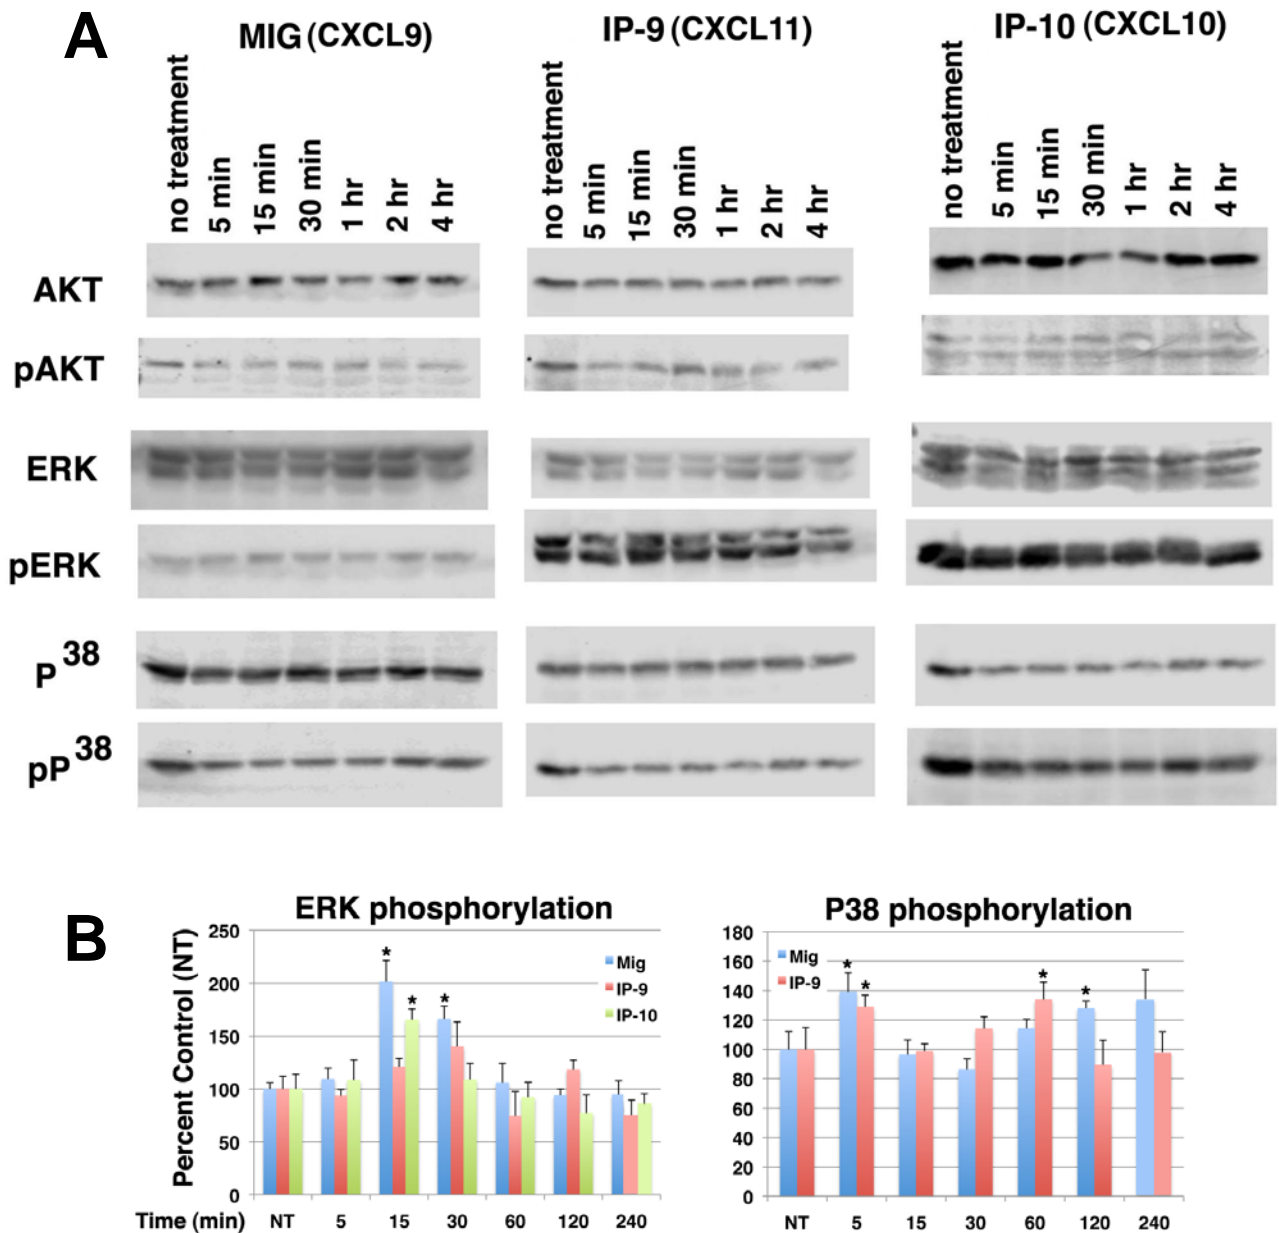 A
MIG (CXCL9)
IP-9 (CXCL11)
IP-10 (CXCL10)
no treatment
5 min
15 min
30 min
1 hr
2 hr
4 hr
no treatment
5 min
15 min
30 min
1 hr
2 hr
4 hr
no treatment
5 min
15 min
30 min
1 hr
2 hr
4 hr
AKT
pAKT
ERK
pERK
P38
pP38
B
ERK phosphorylation
Percent Control (NT)
250
200
150
100
50
0
* * *
Mig
IP-9
IP-10
Time (min) NT 5 15 30 60 120 240
P38 phosphorylation
180
160
140
120
100
80
60
40
20
0
Mig
IP-9
* * * *
NT 5 15 30 60 120 240